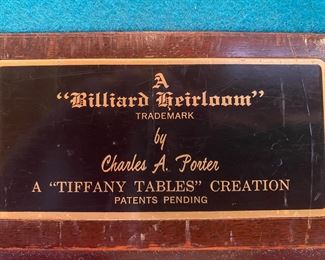 A
"Billiard Heirloom"
TRADEMARK
by
Charles A. Porter
A "TIFFANY TABLES" CREATION
PATENTS PENDING